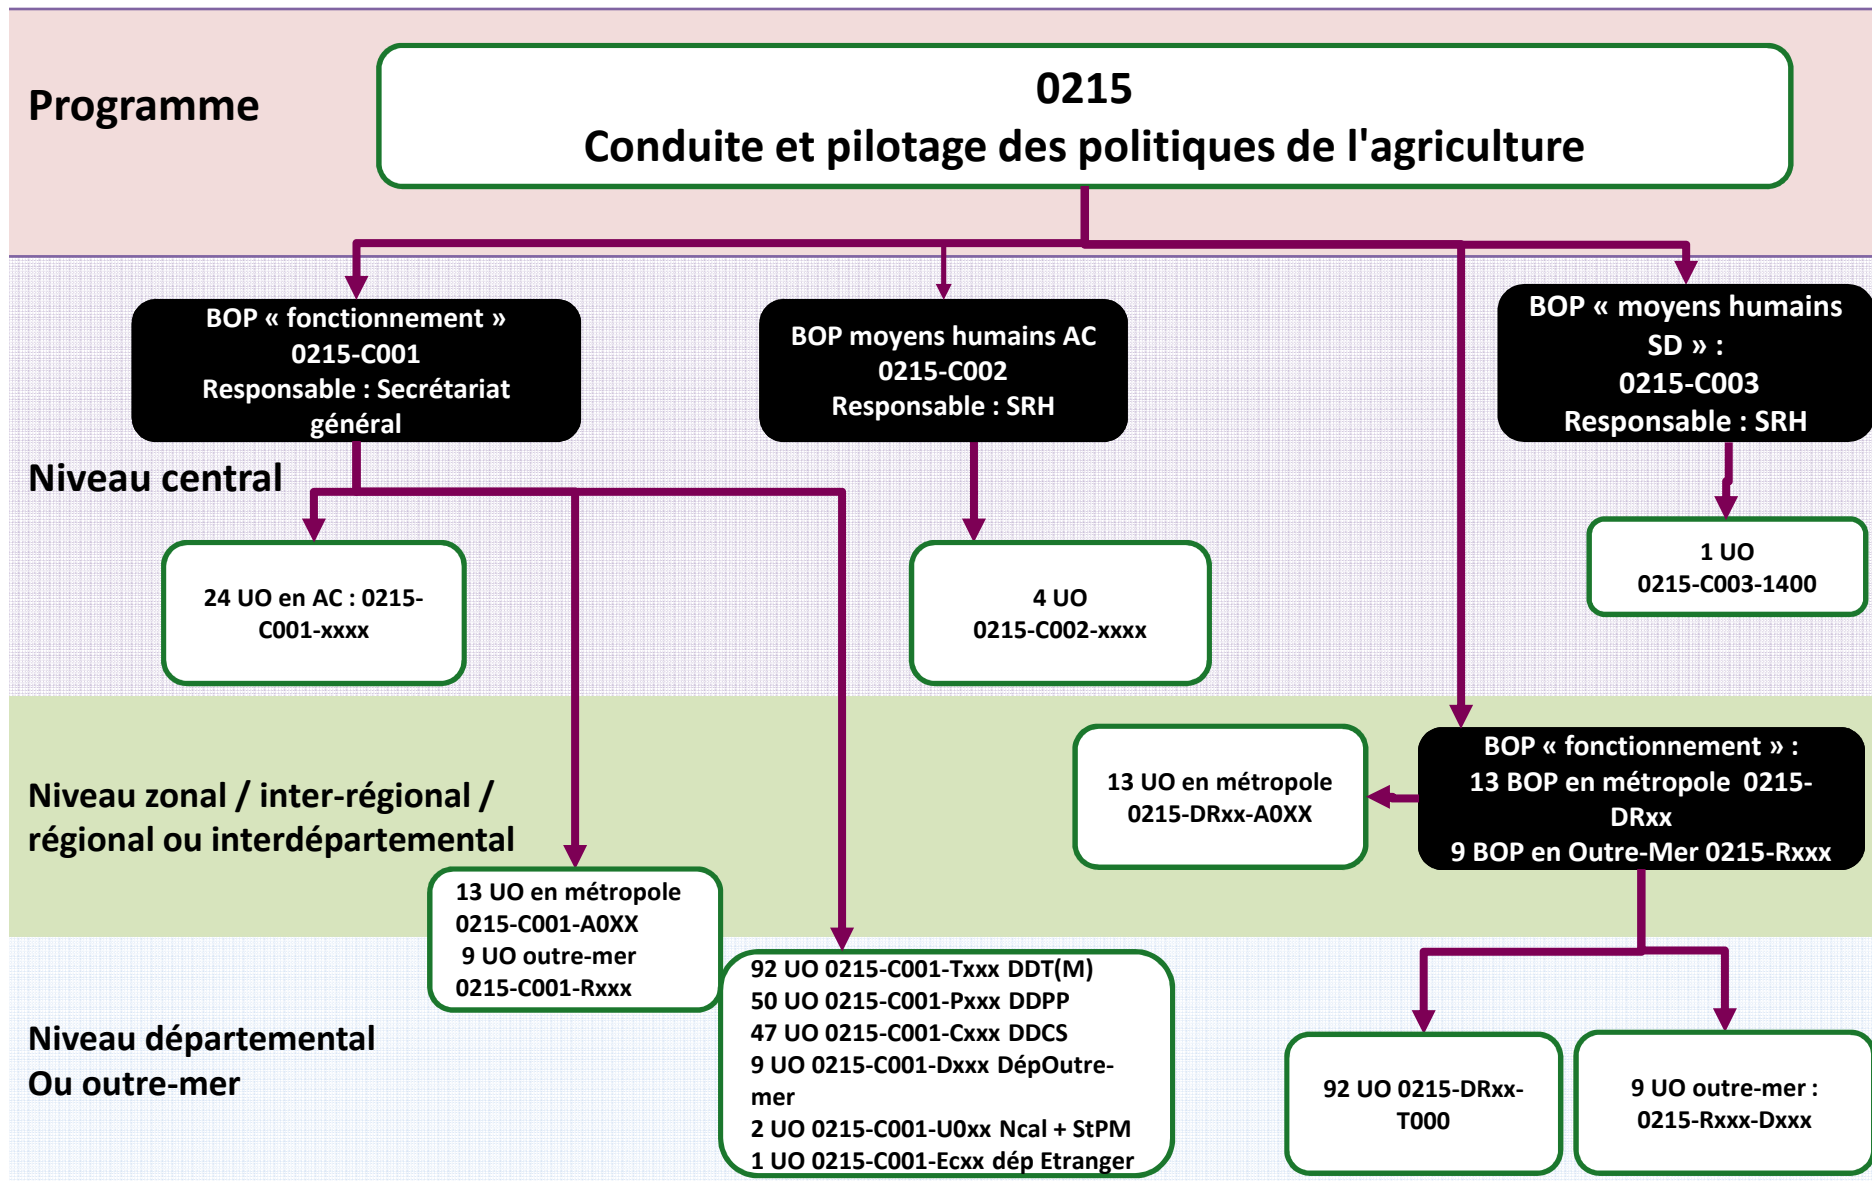 Programme
0215
Conduite et pilotage des politiques de l'agriculture
BOP « fonctionnement »
0215-C001
Responsable : Secrétariat
général
BOP moyens humains AC
0215-C002
Responsable : SRH
BOP « moyens humains
SD » :
0215-C003
Responsable : SRH
Niveau central
24 UO en AC : 0215-
C001-xxxx
4 UO
0215-C002-xxxx
1 UO
0215-C003-1400
Niveau zonal / inter-régional /
régional ou interdépartemental
13 UO en métropole
0215-DRxx-A0XX
BOP « fonctionnement » :
13 BOP en métropole 0215-
DRxx
9 BOP en Outre-Mer 0215-Rxxx
13 UO en métropole
0215-C001-A0XX
9 UO outre-mer
0215-C001-Rxxx
Niveau départemental
Ou outre-mer
92 UO 0215-C001-Txxx DDT(M)
50 UO 0215-C001-Pxxx DDPP
47 UO 0215-C001-Cxxx DDCS
9 UO 0215-C001-Dxxx DépOutre-
mer
2 UO 0215-C001-U0xx Ncal + StPM
1 UO 0215-C001-Ecxx dép Etranger
92 UO 0215-DRxx-
T000
9 UO outre-mer :
0215-Rxxx-Dxxx